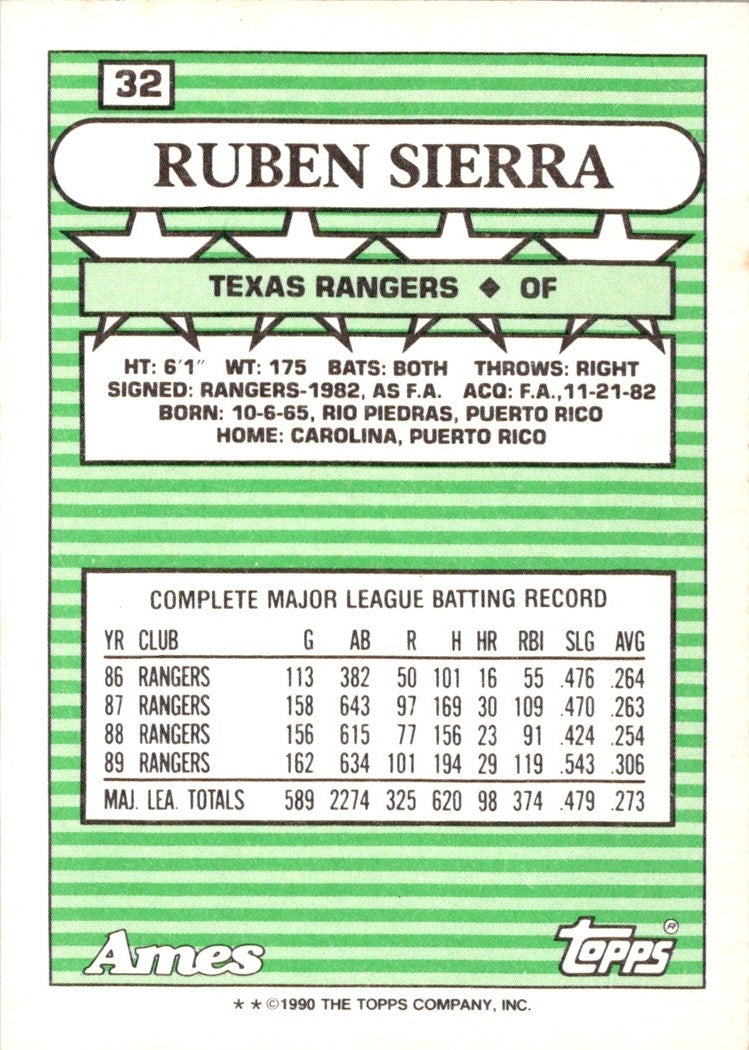 32
RUBEN SIERRA
TEXAS RANGERS ◆ OF
HT: 6'1" WT: 175 BATS: BOTH THROWS: RIGHT
SIGNED: RANGERS-1982, AS F.A. ACQ: F.A.,11-21-82
BORN: 10-6-65, RIO PIEDRAS, PUERTO RICO
HOME: CAROLINA, PUERTO RICO
COMPLETE MAJOR LEAGUE BATTING RECORD
YR CLUB G AB R H HR RBI SLG AVG
86 RANGERS 113 382 50 101 16 55 .476 .264
87 RANGERS 158 643 97 169 30 109 .470 .263
88 RANGERS 156 615 77 156 23 91 .424 .254
89 RANGERS 162 634 101 194 29 119 .543 .306
MAJ. LEA. TOTALS 589 2274 325 620 98 374 .479 .273
Ames
TOPPS®
* * ©1990 THE TOPPS COMPANY, INC.